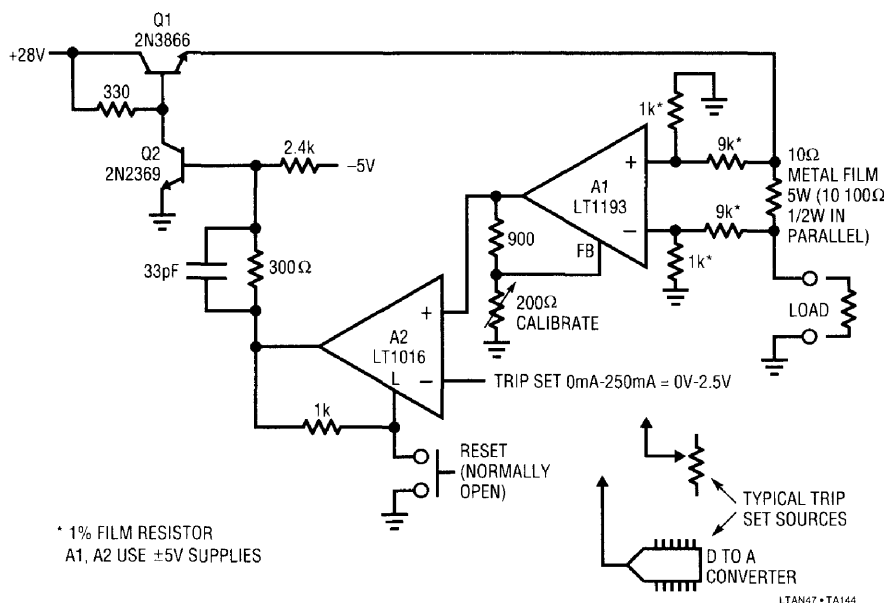 Q1
2N3866
+28V
330
Q2
2N2369
2.4k
–5V
33pF
300Ω
1k*
9k*
A1
LT1193
+
–
FB
9k*
1k*
10Ω
METAL FILM
5W (10 100Ω
1/2W IN
PARALLEL)
LOAD
900
200Ω
CALIBRATE
A2
LT1016
+
–
L
TRIP SET 0mA-250mA = 0V-2.5V
1k
RESET
(NORMALLY
OPEN)
TYPICAL TRIP
SET SOURCES
D TO A
CONVERTER
* 1% FILM RESISTOR
A1, A2 USE ±5V SUPPLIES
LTAN47 • TA144